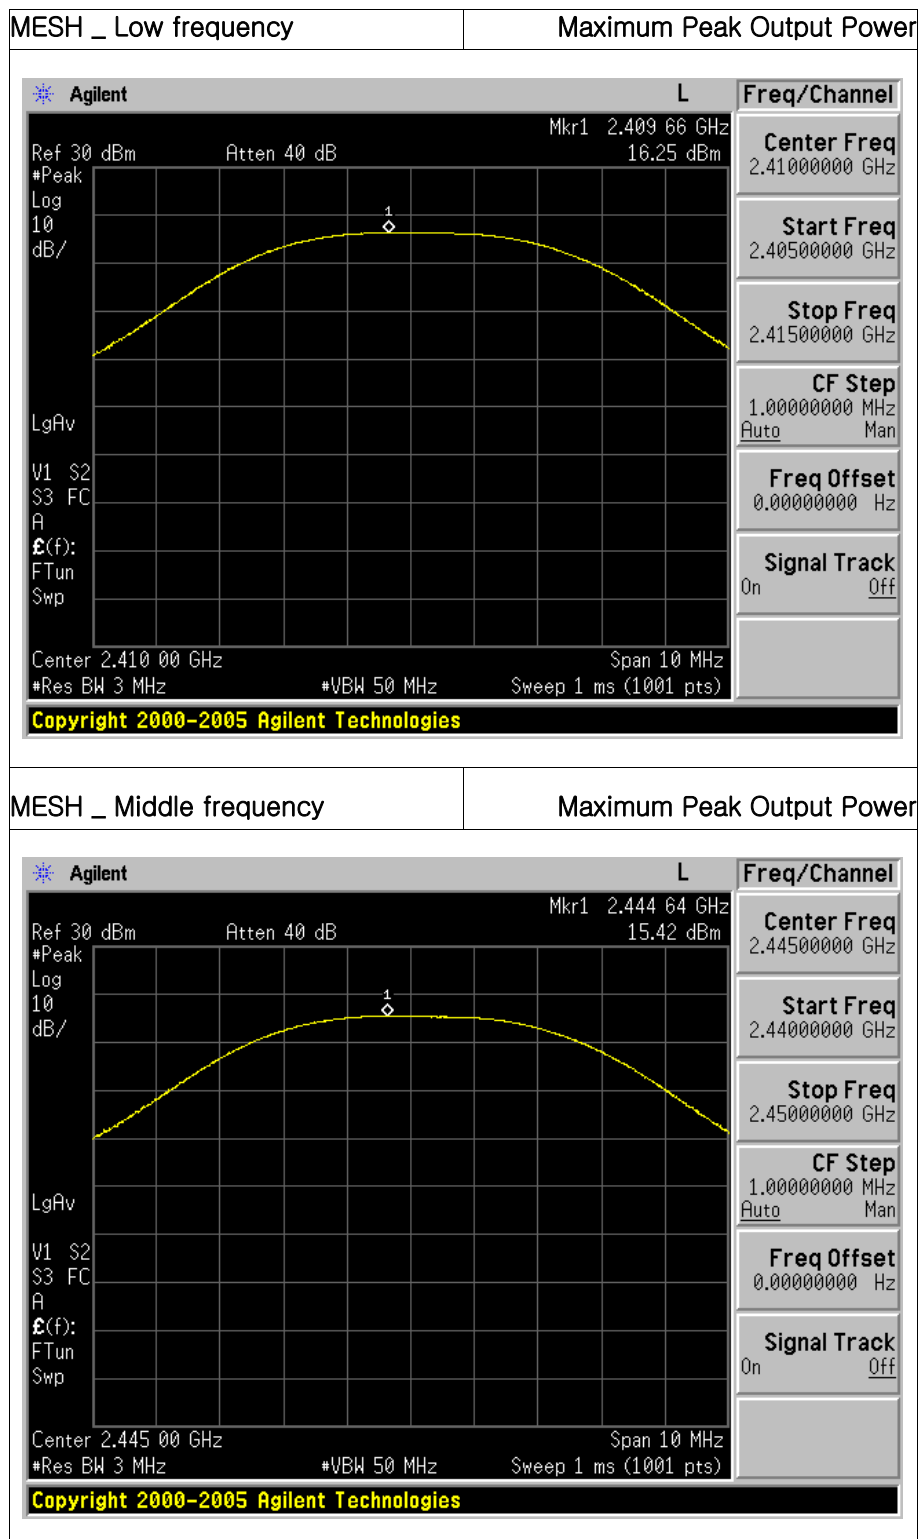 MESH _ Low frequency Maximum Peak Output Power
Agilent L Freq/Channel
Mkr1 2.409 66 GHz
Ref 30 dBm Atten 40 dB 16.25 dBm
#Peak
Log
10
dB/
1
LgAv
V1 S2
S3 FC
A
£(f):
FTun
Swp
Center 2.410 00 GHz Span 10 MHz
#Res BW 3 MHz #VBW 50 MHz Sweep 1 ms (1001 pts)
Center Freq
2.41000000 GHz
Start Freq
2.40500000 GHz
Stop Freq
2.41500000 GHz
CF Step
1.00000000 MHz
Auto Man
Freq Offset
0.00000000 Hz
Signal Track
On Off
Copyright 2000-2005 Agilent Technologies
MESH _ Middle frequency Maximum Peak Output Power
Agilent L Freq/Channel
Mkr1 2.444 64 GHz
Ref 30 dBm Atten 40 dB 15.42 dBm
#Peak
Log
10
dB/
1
LgAv
V1 S2
S3 FC
A
£(f):
FTun
Swp
Center 2.445 00 GHz Span 10 MHz
#Res BW 3 MHz #VBW 50 MHz Sweep 1 ms (1001 pts)
Center Freq
2.44500000 GHz
Start Freq
2.44000000 GHz
Stop Freq
2.45000000 GHz
CF Step
1.00000000 MHz
Auto Man
Freq Offset
0.00000000 Hz
Signal Track
On Off
Copyright 2000-2005 Agilent Technologies